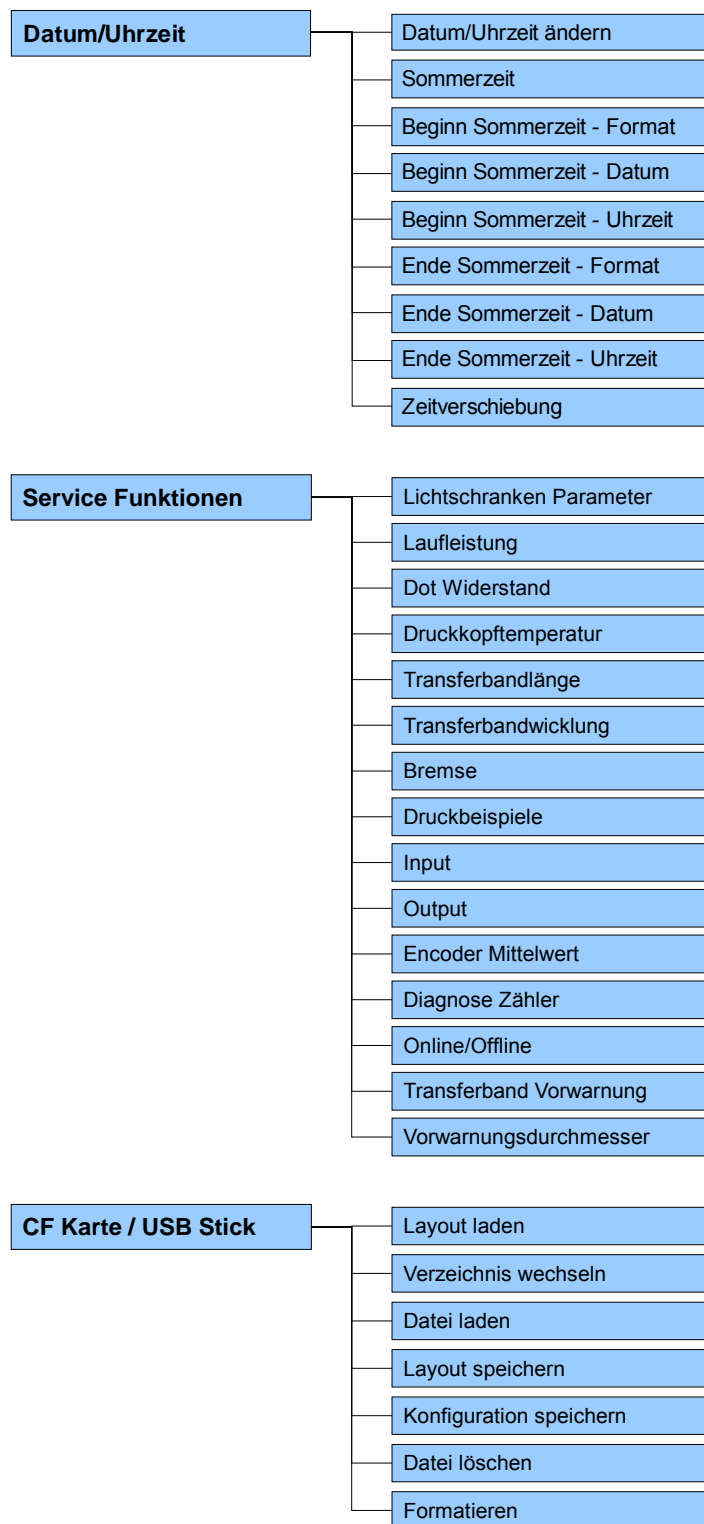 Datum/Uhrzeit
Datum/Uhrzeit ändern
Sommerzeit
Beginn Sommerzeit - Format
Beginn Sommerzeit - Datum
Beginn Sommerzeit - Uhrzeit
Ende Sommerzeit - Format
Ende Sommerzeit - Datum
Ende Sommerzeit - Uhrzeit
Zeitverschiebung
Service Funktionen
Lichtschranken Parameter
Laufleistung
Dot Widerstand
Druckkopftemperatur
Transferbandlänge
Transferbandwicklung
Bremse
Druckbeispiele
Input
Output
Encoder Mittelwert
Diagnose Zähler
Online/Offline
Transferband Vorwarnung
Vorwarnungsdurchmesser
CF Karte / USB Stick
Layout laden
Verzeichnis wechseln
Datei laden
Layout speichern
Konfiguration speichern
Datei löschen
Formatieren